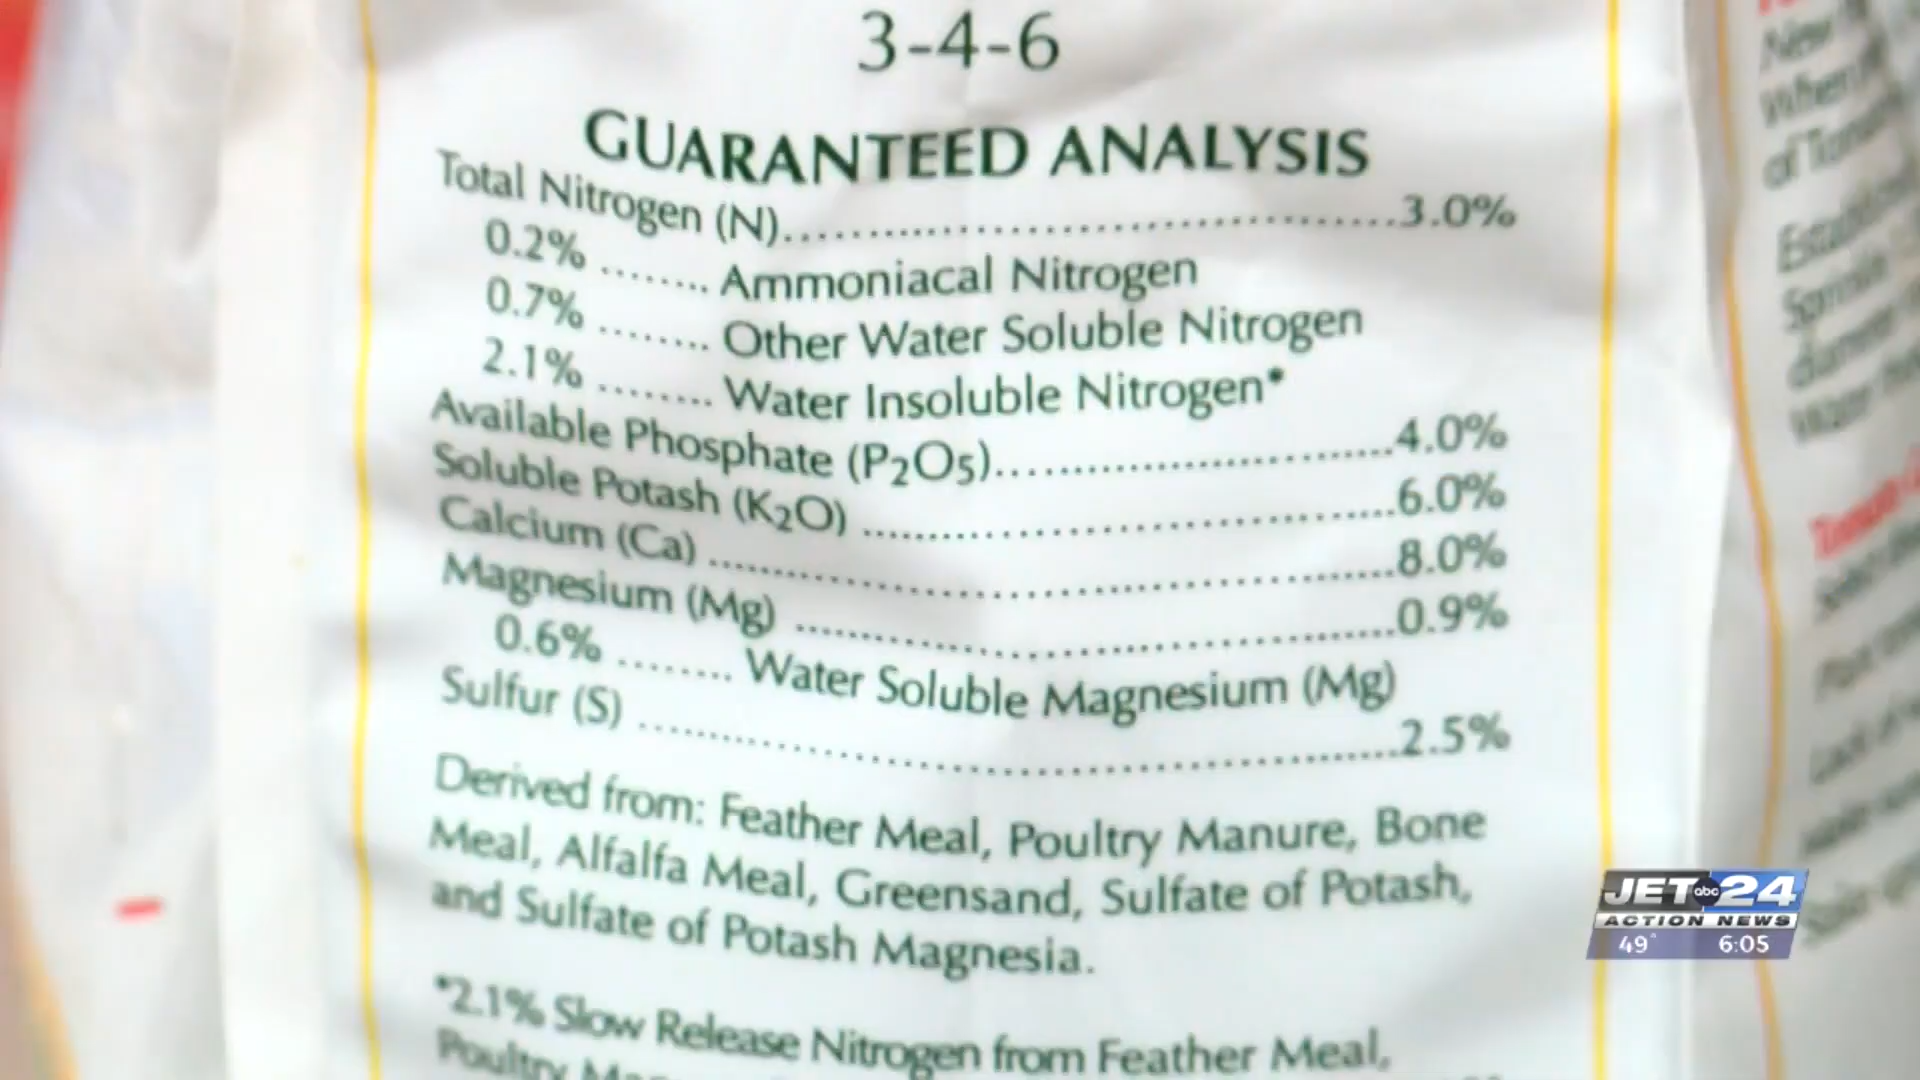 3-4-6
GUARANTEED ANALYSIS
Total Nitrogen (N)..........................................3.0%
0.2% ........ Ammoniacal Nitrogen
0.7% ........ Other Water Soluble Nitrogen
2.1% ........ Water Insoluble Nitrogen*
Available Phosphate (P2O5)..........................4.0%
Soluble Potash (K2O) ...................................6.0%
Calcium (Ca) ...............................................8.0%
Magnesium (Mg) .........................................0.9%
0.6% ........ Water Soluble Magnesium (Mg)
Sulfur (S) ....................................................2.5%
Derived from: Feather Meal, Poultry Manure, Bone
Meal, Alfalfa Meal, Greensand, Sulfate of Potash,
and Sulfate of Potash Magnesia.
*2.1% Slow Release Nitrogen from Feather Meal,
Poultry
New
of
JET abc 24
ACTION NEWS
49° 6:05